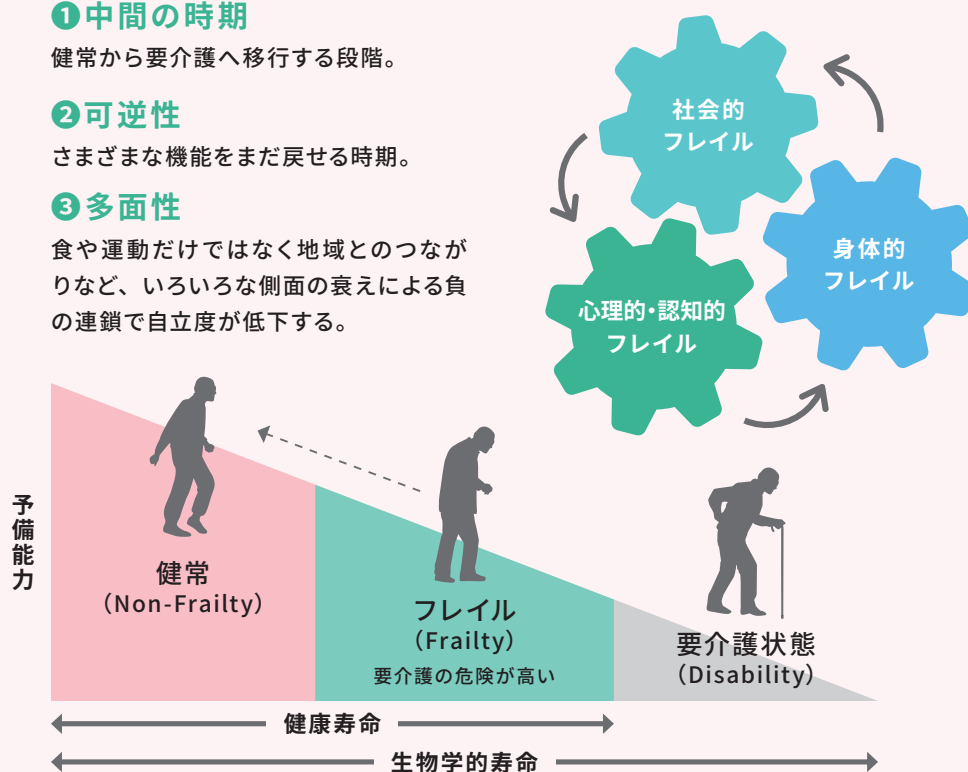 ❶中間の時期
健常から要介護へ移行する段階。
❷可逆性
さまざまな機能をまだ戻せる時期。
❸多面性
食や運動だけではなく地域とのつなが
りなど、いろいろな側面の衰えによる負
の連鎖で自立度が低下する。
社会的
フレイル
身体的
フレイル
心理的・認知的
フレイル
予備能力
健常
（Non-Frailty）
フレイル
（Frailty）
要介護の危険が高い
要介護状態
（Disability）
健康寿命
生物学的寿命